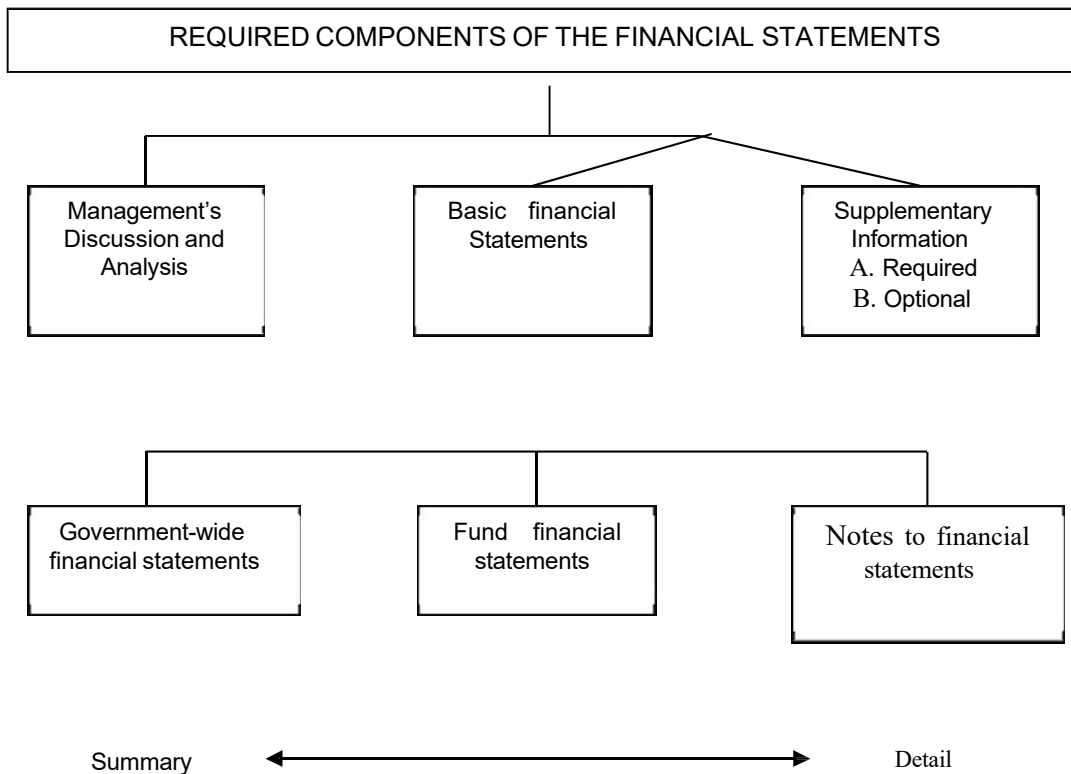 REQUIRED COMPONENTS OF THE FINANCIAL STATEMENTS
Management’s
Discussion and
Analysis
Basic financial
Statements
Supplementary
Information
A. Required
B. Optional
Government-wide
financial statements
Fund financial
statements
Notes to financial
statements
Summary
Detail